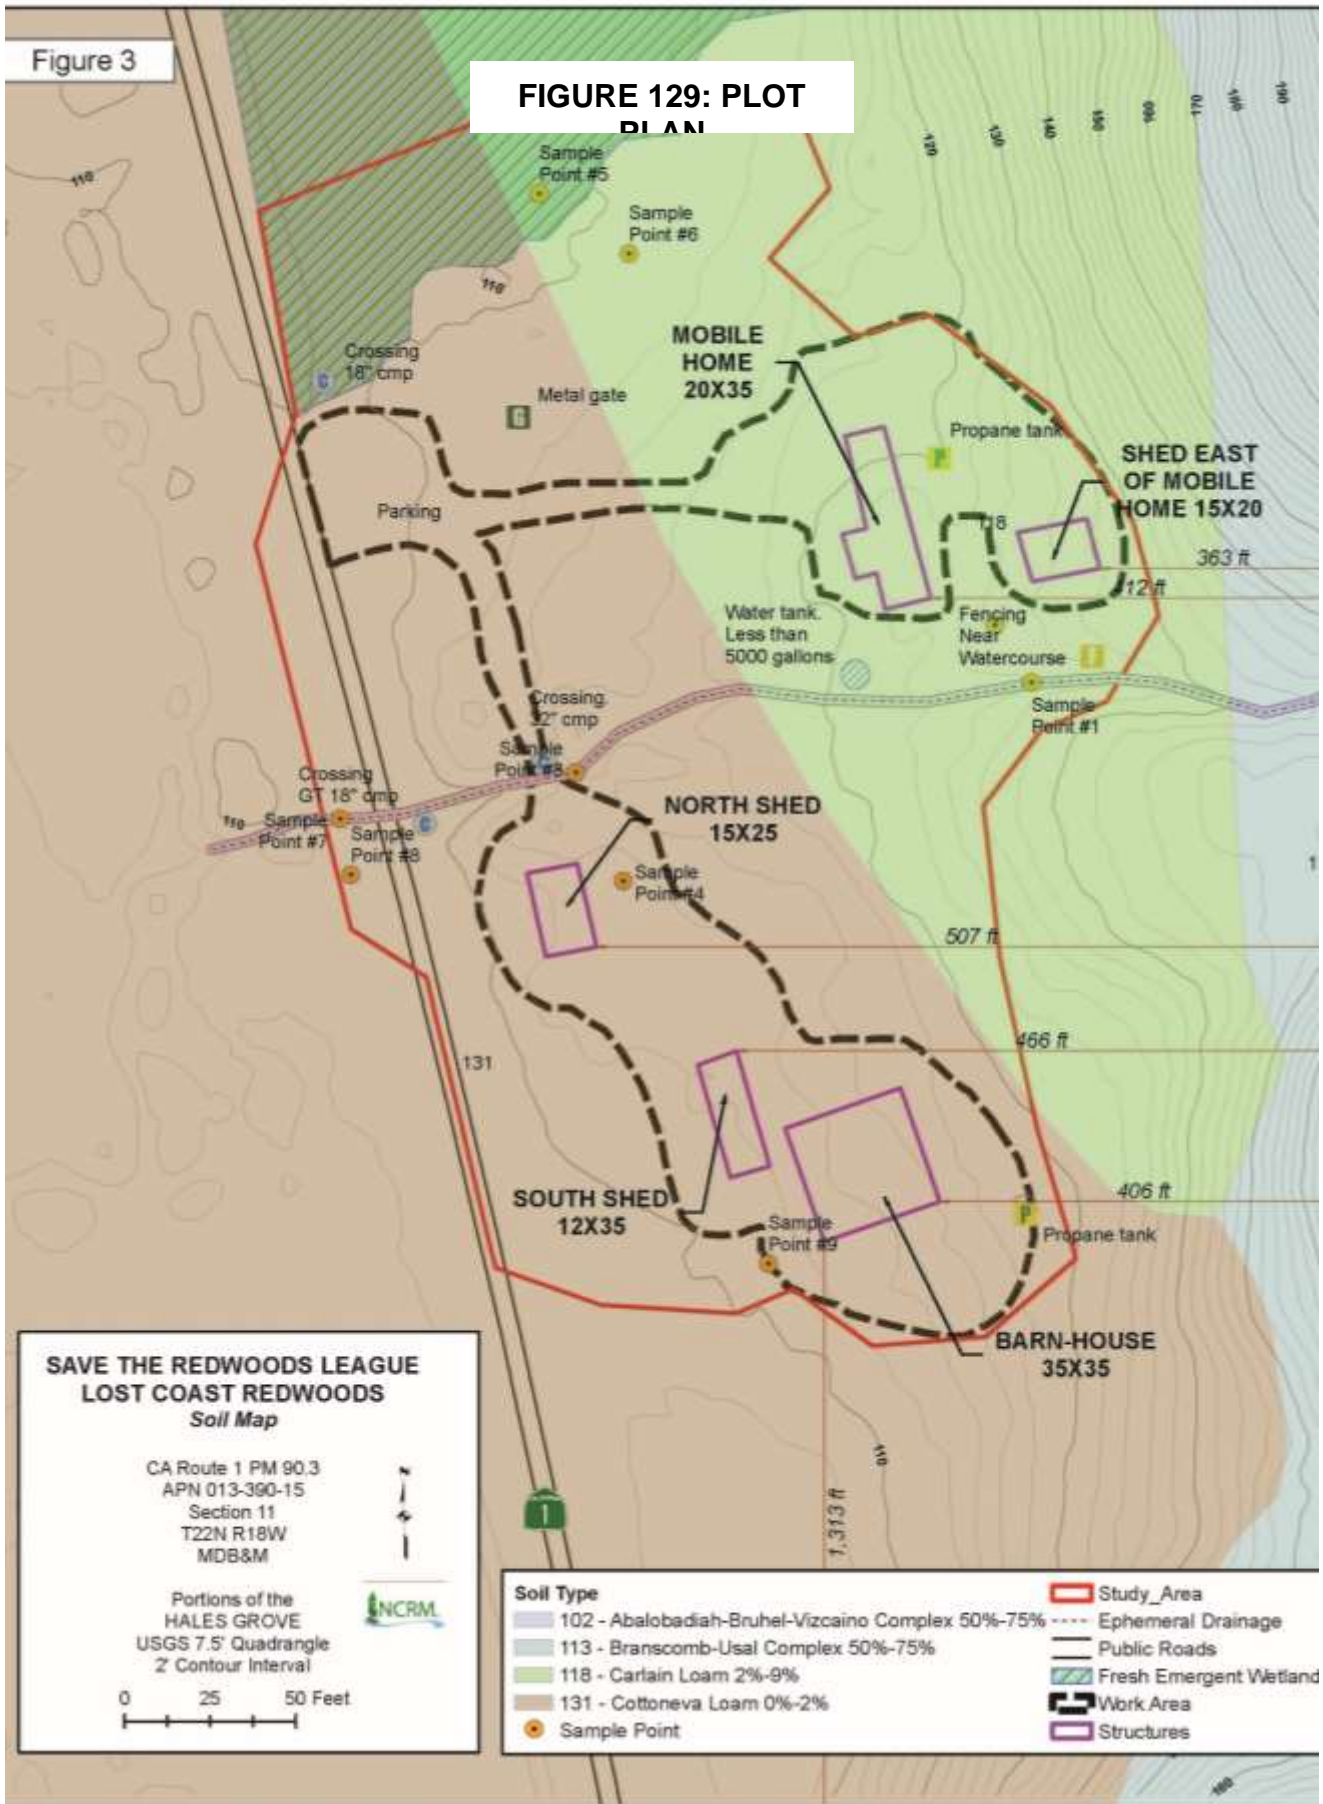 Figure 3
FIGURE 129: PLOT
PLAN
110
120
130
140
150
160
170
180
190
Sample
Point #5
Sample
Point #6
110
MOBILE
HOME
20X35
Crossing
18" cmp
Metal gate
Propane tank
P
C
G
SHED EAST
OF MOBILE
HOME 15X20
Parking
118
363 ft
412 ft
Water tank.
Less than
5000 gallons
Fencing
Near
Watercourse
Sample
Point #1
Crossing
32" cmp
Sample
C
Crossing
GT 18" cmp
110
Sample
Point #7
Sample
Point #8
C
NORTH SHED
15X25
Sample
Point #4
507 ft
466 ft
131
SOUTH SHED
12X35
406 ft
Sample
Point #9
P
Propane tank
BARN-HOUSE
35X35
110
1,313 ft
1
SAVE THE REDWOODS LEAGUE
LOST COAST REDWOODS
Soil Map
CA Route 1 PM 90.3
APN 013-390-15
Section 11
T22N R18W
MDB&M
Portions of the
HALES GROVE
USGS 7.5' Quadrangle
2' Contour Interval
NCRM
0 25 50 Feet
Soil Type
102 - Abalobadiah-Bruhel-Vizcaino Complex 50%-75%
113 - Branscomb-Usal Complex 50%-75%
118 - Carlain Loam 2%-9%
131 - Cottoneva Loam 0%-2%
Sample Point
Study_Area
Ephemeral Drainage
Public Roads
Fresh Emergent Wetland
Work Area
Structures
160